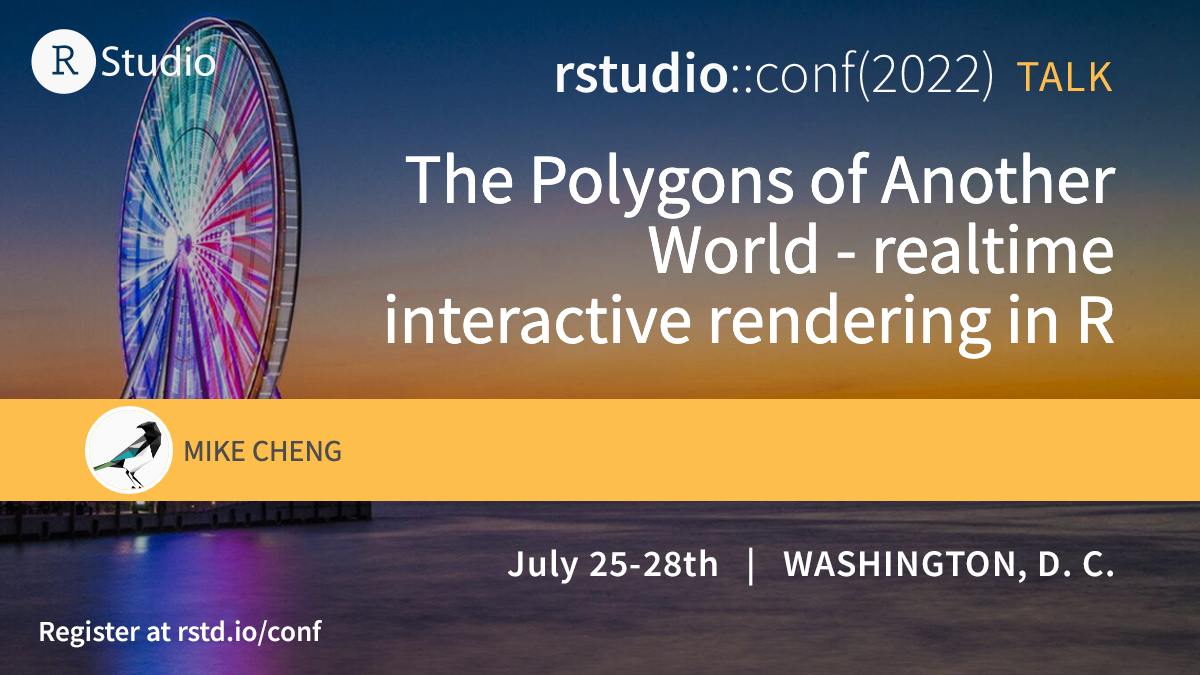 R Studio®
rstudio::conf(2022) TALK
The Polygons of Another
World - realtime
interactive rendering in R
MIKE CHENG
July 25-28th | WASHINGTON, D. C.
Register at rstd.io/conf